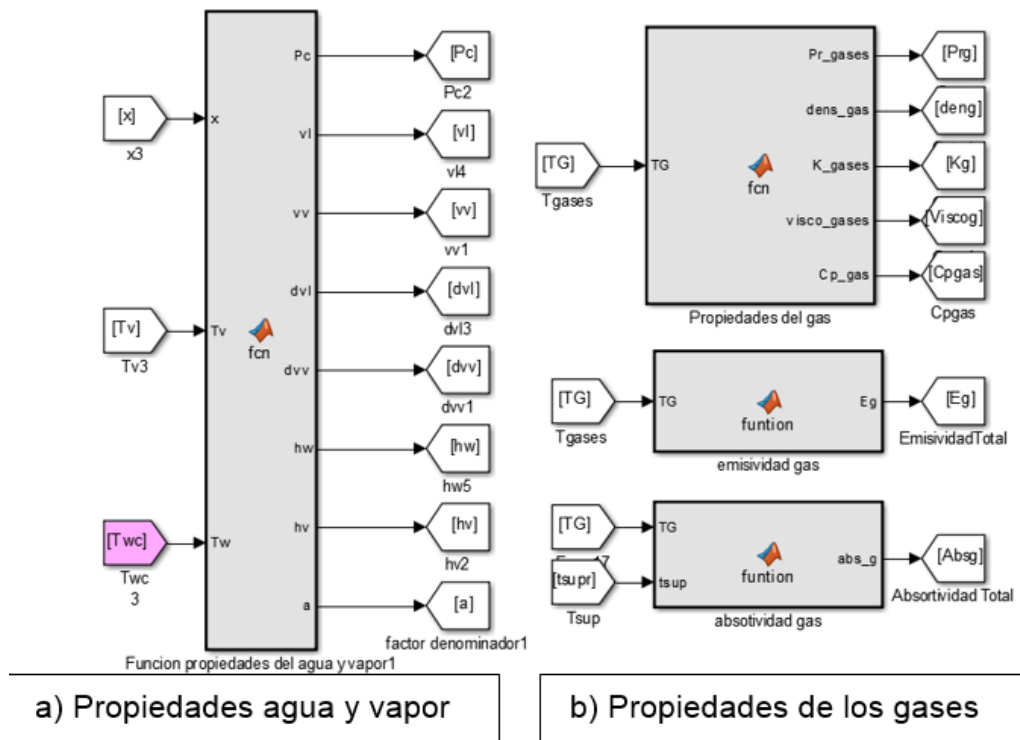 [x]
x3
[Tv]
Tv3
[Twc]
Twc
3
x
Tv
Tw
fcn
Pc
vl
vv
dvl
dvv
hw
hv
a
[Pc]
Pc2
[vl]
vl4
[vv]
vv1
[dvl]
dvl3
[dvv]
dvv1
[hw]
hw5
[hv]
hv2
[a]
factor denominador1
Funcion propiedades del agua y vapor1
a) Propiedades agua y vapor
[TG]
Tgases
TG
fcn
Pr_gases
dens_gas
K_gases
visco_gases
Cp_gas
[Prg]
[deng]
[Kg]
[Viscog]
[Cpgas]
Cpgas
Propiedades del gas
[TG]
Tgases
TG
funtion
Eg
[Eg]
EmisividadTotal
emisividad gas
[TG]
[tsupr]
Tsup
TG
tsup
funtion
abs_g
[Absg]
Absortividad Total
absotividad gas
b) Propiedades de los gases